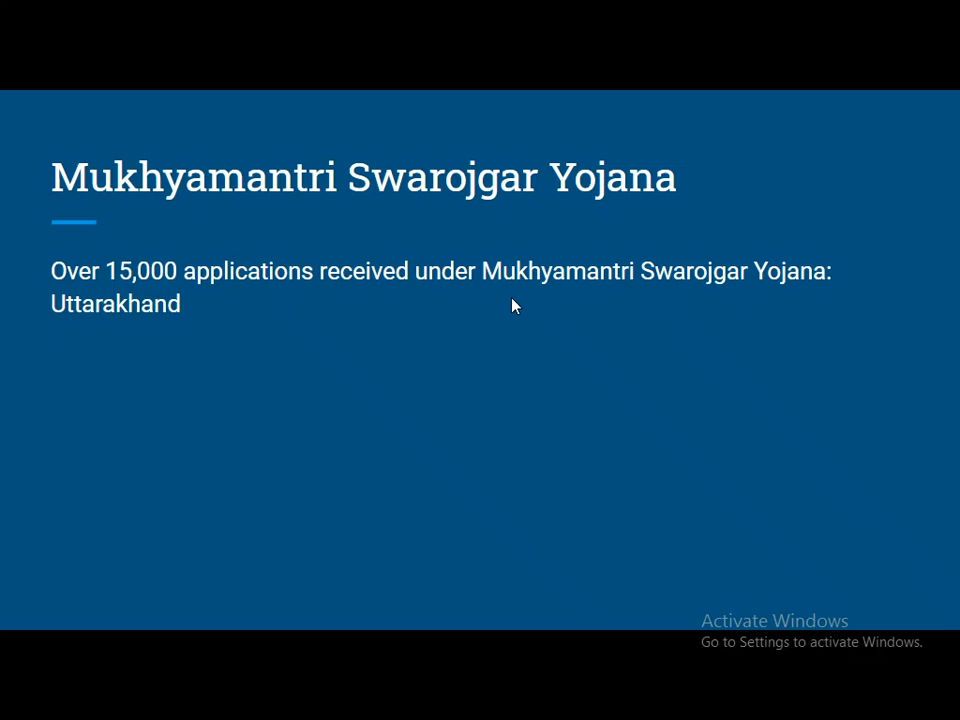 Mukhyamantri Swarojgar Yojana
Over 15,000 applications received under Mukhyamantri Swarojgar Yojana:
Uttarakhand
Activate Windows
Go to Settings to activate Windows.